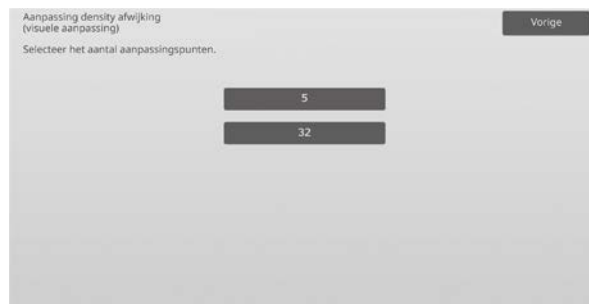 Aanpassing density afwijking
(visuele aanpassing)
Vorige
Selecteer het aantal aanpassingspunten.
5
32